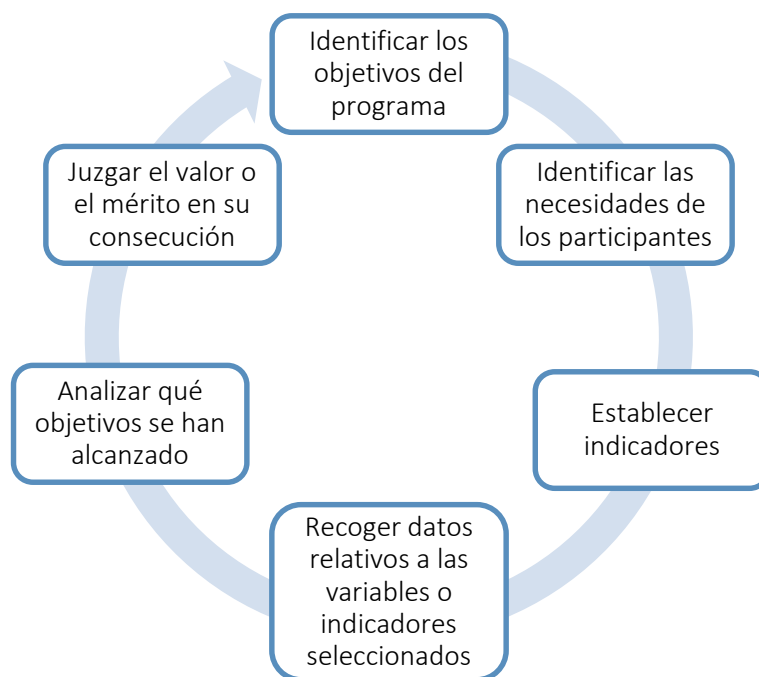 Identificar los
objetivos del
programa
Identificar las
necesidades de
los participantes
Establecer
indicadores
Recoger datos
relativos a las
variables o
indicadores
seleccionados
Analizar qué
objetivos se han
alcanzado
Juzgar el valor o
el mérito en su
consecución